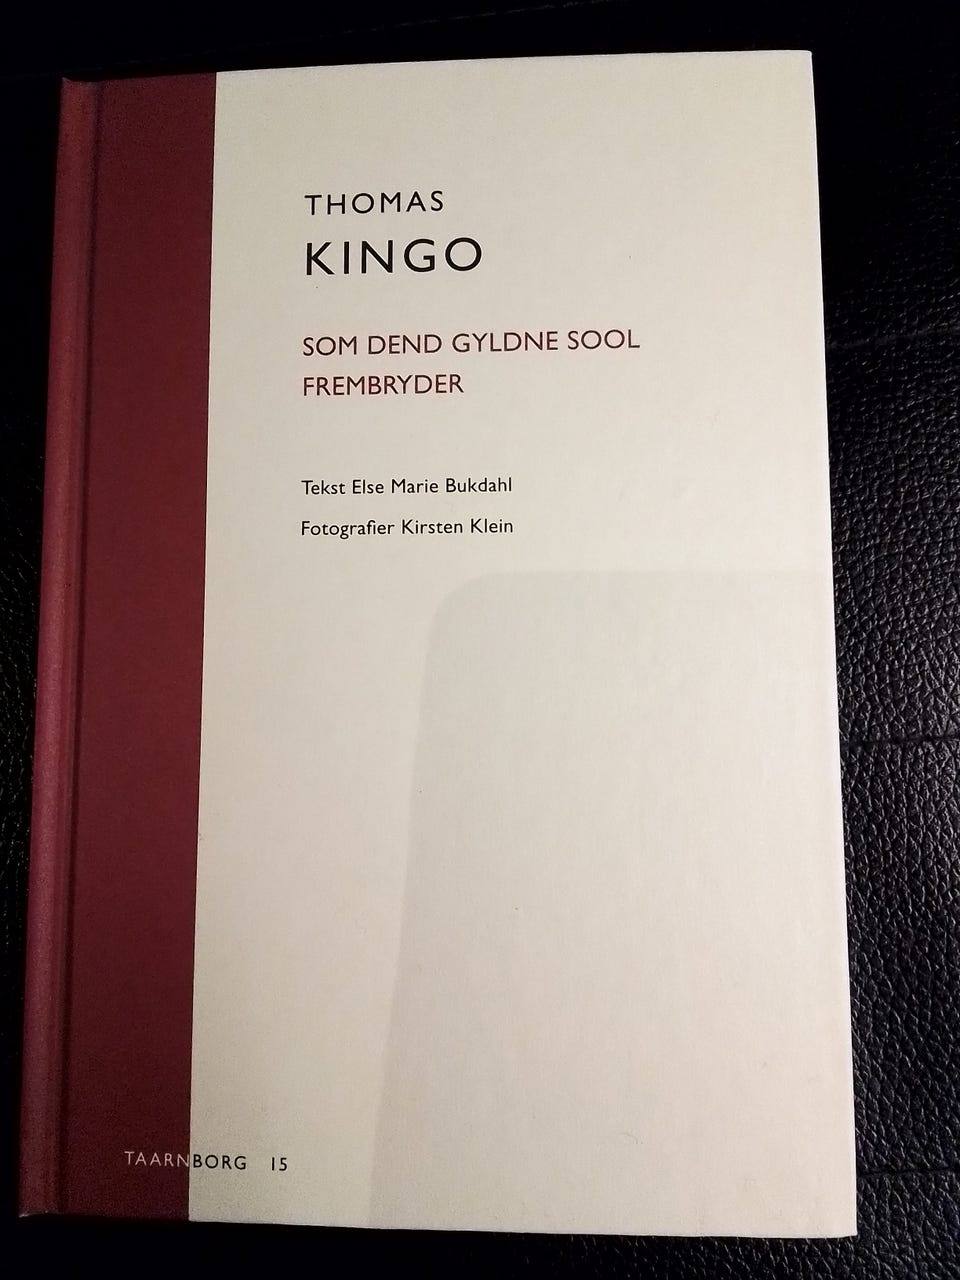 THOMAS
KINGO
SOM DEND GYLDNE SOOL
FREMBRYDER
Tekst Else Marie Bukdahl
Fotografier Kirsten Klein
TAARNBORG 15